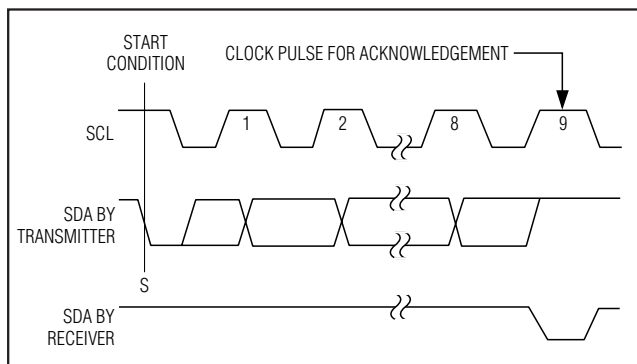 START
CONDITION
CLOCK PULSE FOR ACKNOWLEDGEMENT
SCL
1
2
8
9
SDA BY
TRANSMITTER
S
SDA BY
RECEIVER